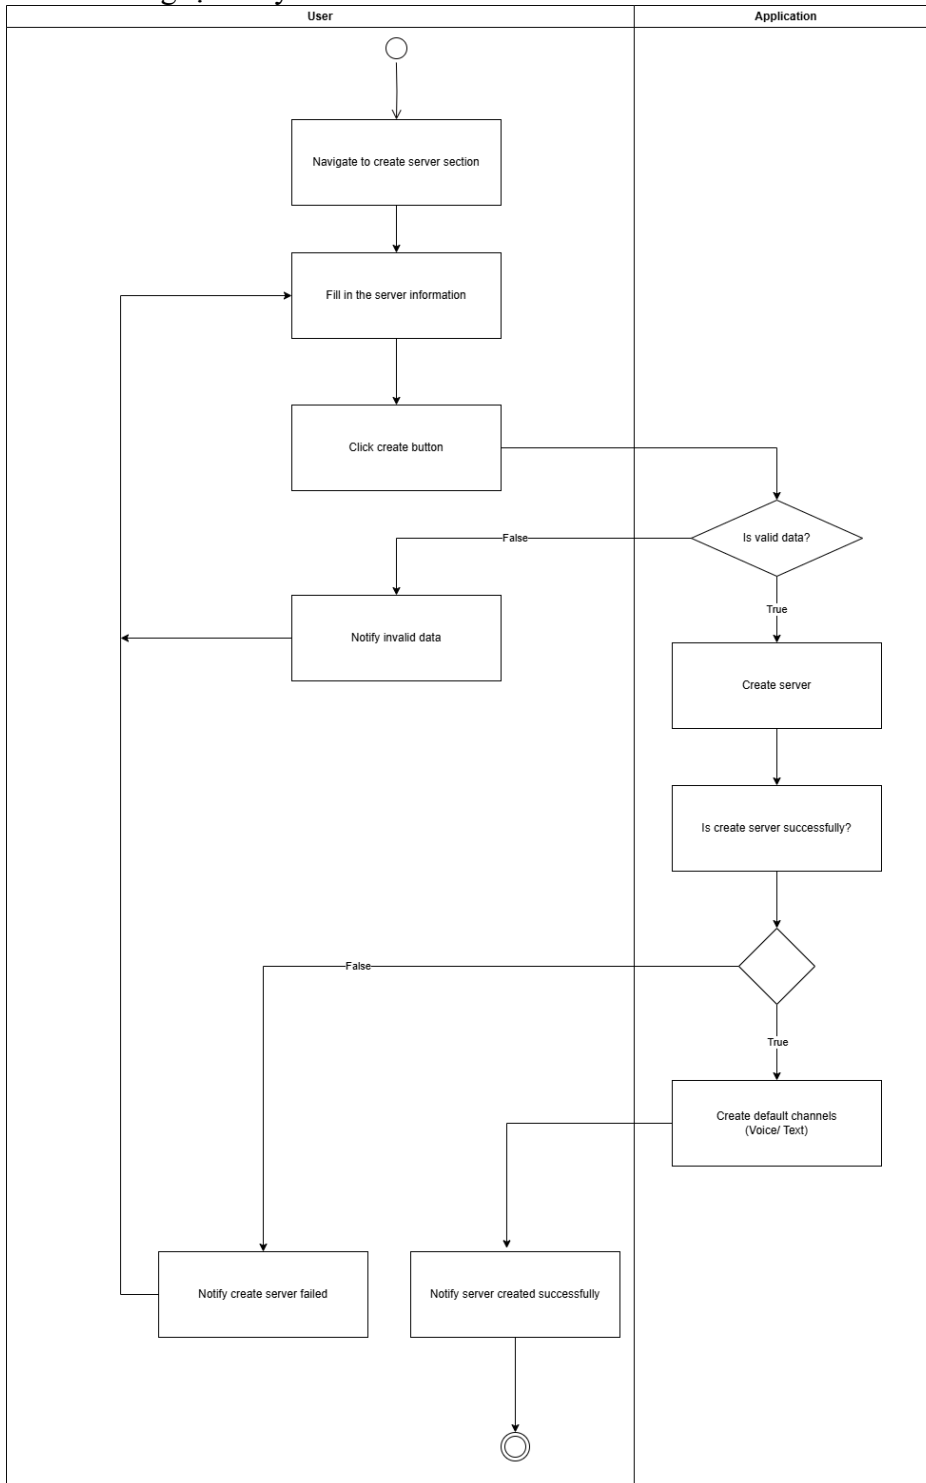 User
Application
Navigate to create server section
Fill in the server information
Click create button
Is valid data?
False
Notify invalid data
True
Create server
Is create server successfully?
False
True
Create default channels
(Voice/ Text)
Notify create server failed
Notify server created successfully